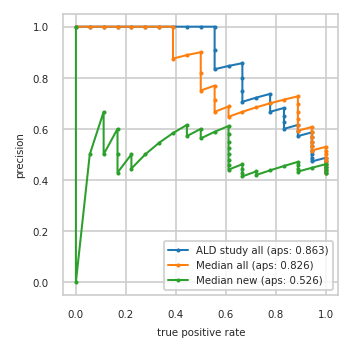 1.0
0.8
0.6
0.4
0.2
0.0
precision
0.0 0.2 0.4 0.6 0.8 1.0
true positive rate
ALD study all (aps: 0.863)
Median all (aps: 0.826)
Median new (aps: 0.526)